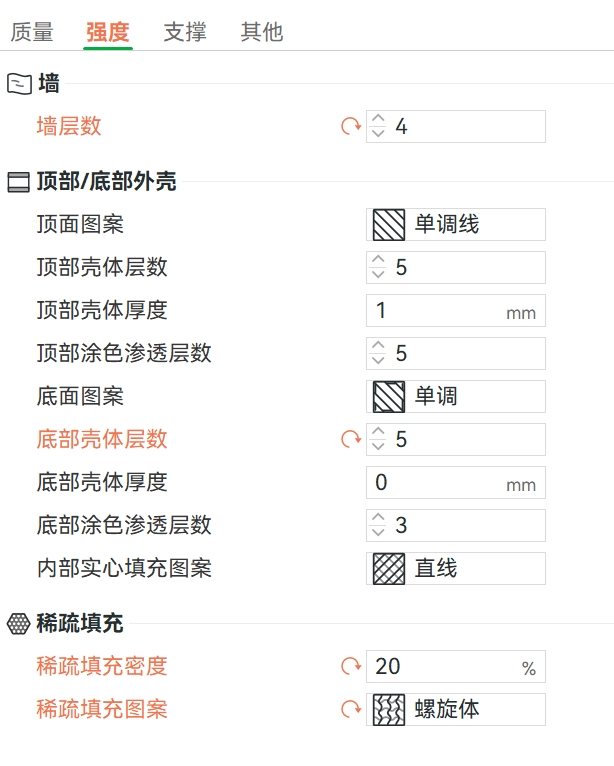 质量 强度 支撑 其他
墙
墙层数 4
顶部/底部外壳
顶面图案 单调线
顶部壳体层数 5
顶部壳体厚度 1 mm
顶部涂色渗透层数 5
底面图案 单调
底部壳体层数 5
底部壳体厚度 0 mm
底部涂色渗透层数 3
内部实心填充图案 直线
稀疏填充
稀疏填充密度 20 %
稀疏填充图案 螺旋体